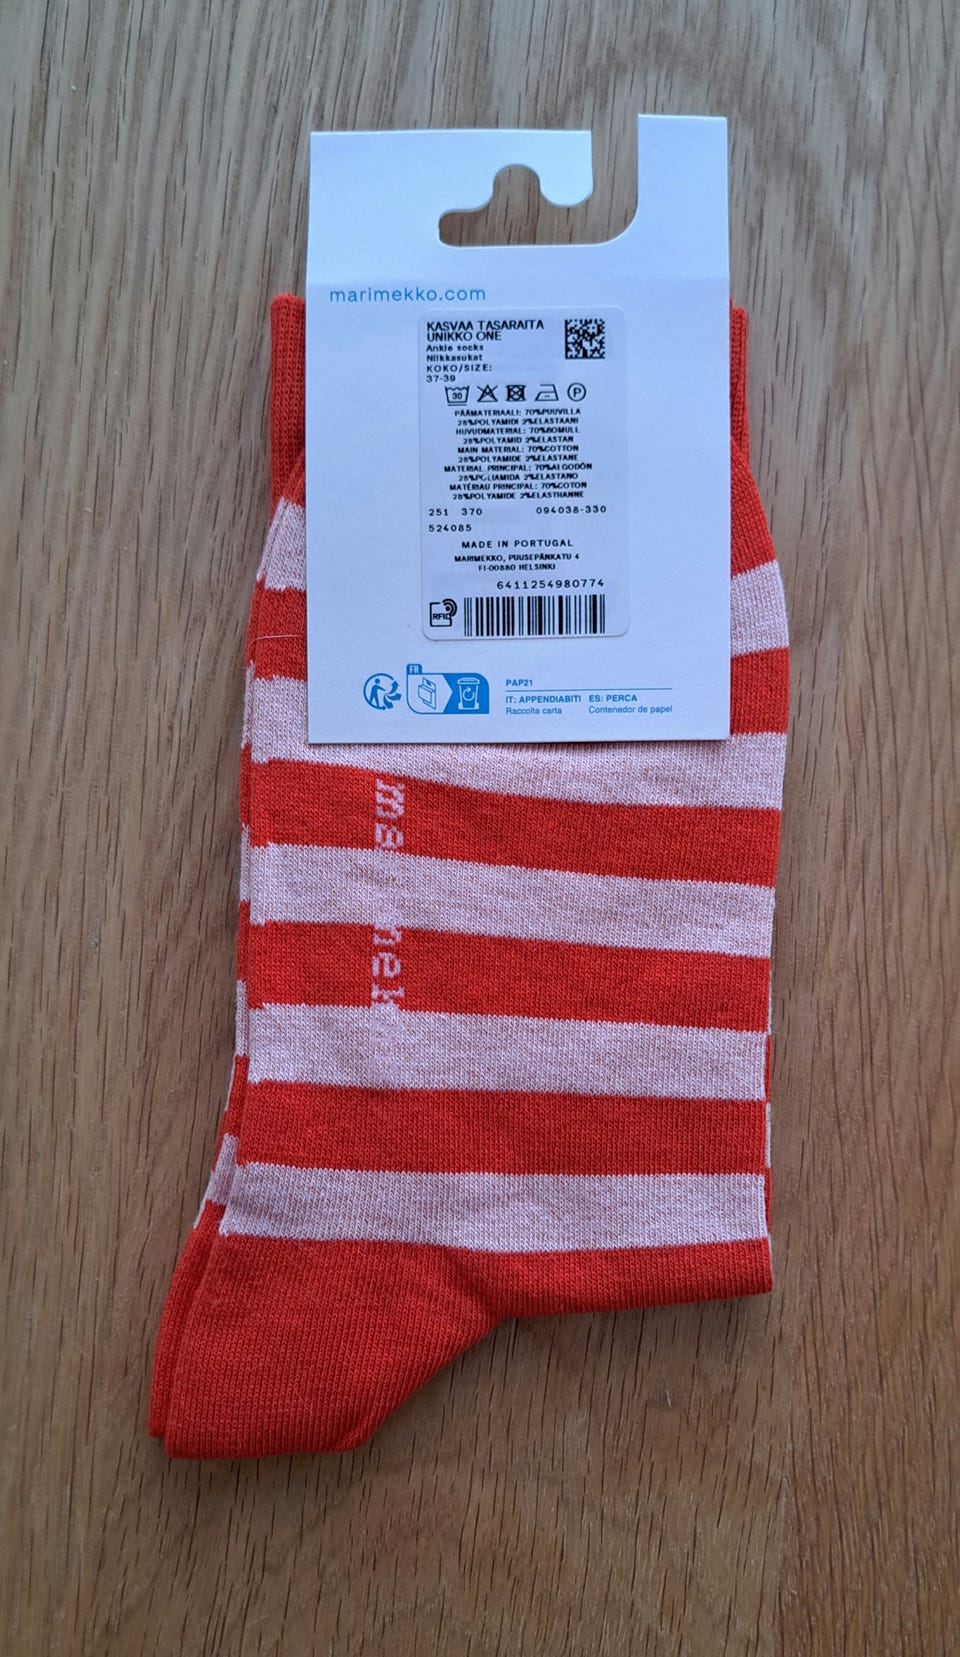 marimekko.com
KASVAA TASARAITA
UNIKKO ONE
Ankle socks
Nilkkasukat
KOKO/SIZE:
37-39
30
P
PÄÄMATERIAALI: 70%PUUVILLA
28%POLYAMIDI 2%ELASTAANI
HUVUDMATERIAL: 70%BOMULL
28%POLYAMID 2%ELASTAN
MAIN MATERIAL: 70%COTTON
28%POLYAMIDE 2%ELASTANE
MATERIAL PRINCIPAL: 70%ALGODÓN
28%POLIAMIDA 2%ELASTANO
MATÉRIAU PRINCIPAL: 70%COTON
28%POLYAMIDE 2%ELASTHANNE
251 370 094038-330
524085
MADE IN PORTUGAL
MARIMEKKO, PUUSEPÄNKATU 4
FI-00880 HELSINKI
6411254980774
RFID
FR
PAP21
IT: APPENDIABITI ES: PERCA
Raccolta carta Contenedor de papel